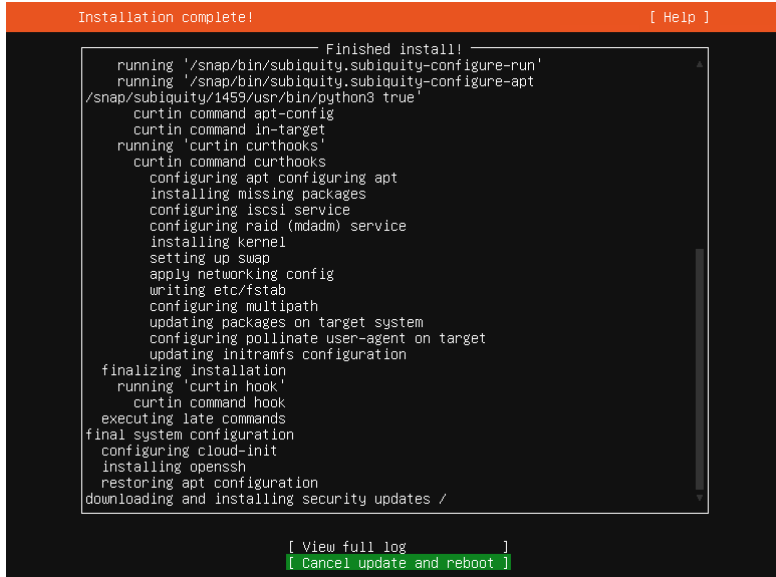 Installation complete! [ Help ]
Finished install!
running '/snap/bin/subiquity.subiquity-configure-run'
running '/snap/bin/subiquity.subiquity-configure-apt
/snap/subiquity/1459/usr/bin/python3 true'
curtin command apt-config
curtin command in-target
running 'curtin curthooks'
curtin command curthooks
configuring apt configuring apt
installing missing packages
configuring iscsi service
configuring raid (mdadm) service
installing kernel
setting up swap
apply networking config
writing etc/fstab
configuring multipath
updating packages on target system
configuring pollinate user-agent on target
updating initramfs configuration
finalizing installation
running 'curtin hook'
curtin command hook
executing late commands
final system configuration
configuring cloud-init
installing openssh
restoring apt configuration
downloading and installing security updates /
[ View full log ]
[ Cancel update and reboot ]